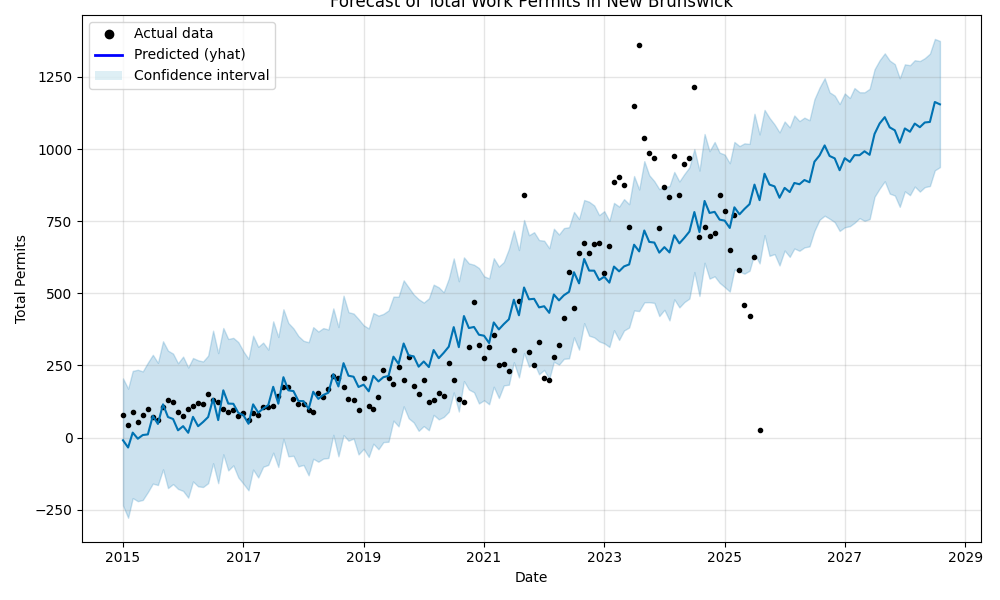 Forecast of Total Work Permits in New Brunswick
Actual data
Predicted (yhat)
Confidence interval
1250
1000
750
500
250
0
−250
Total Permits
2015
2017
2019
2021
2023
2025
2027
2029
Date